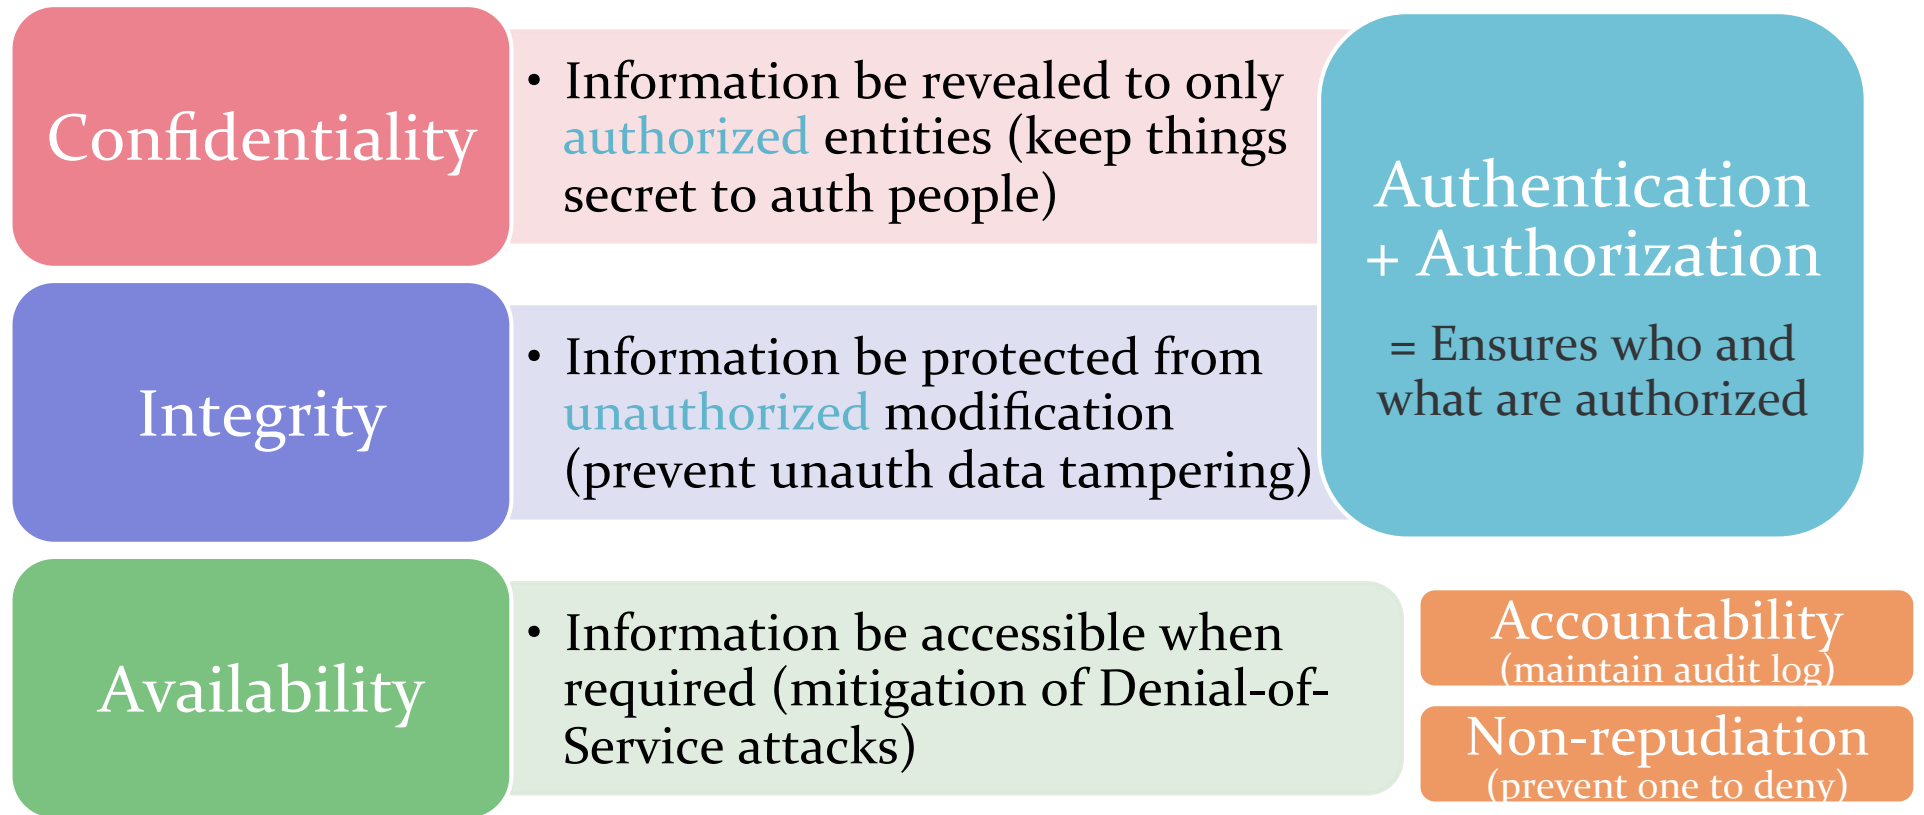 Confidentiality
• Information be revealed to only
authorized entities (keep things
secret to auth people)
Integrity
• Information be protected from
unauthorized modification
(prevent unauth data tampering)
Authentication
+ Authorization
= Ensures who and
what are authorized
Availability
• Information be accessible when
required (mitigation of Denial-of-
Service attacks)
Accountability
(maintain audit log)
Non-repudiation
(prevent one to deny)